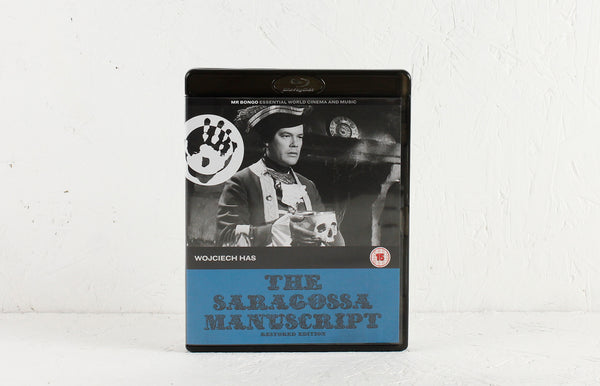 MR BONGO ESSENTIAL WORLD CINEMA AND MUSIC
WOJCIECH HAS
15
THE
SARAGOSSA
MANUSCRIPT
RESTORED EDITION